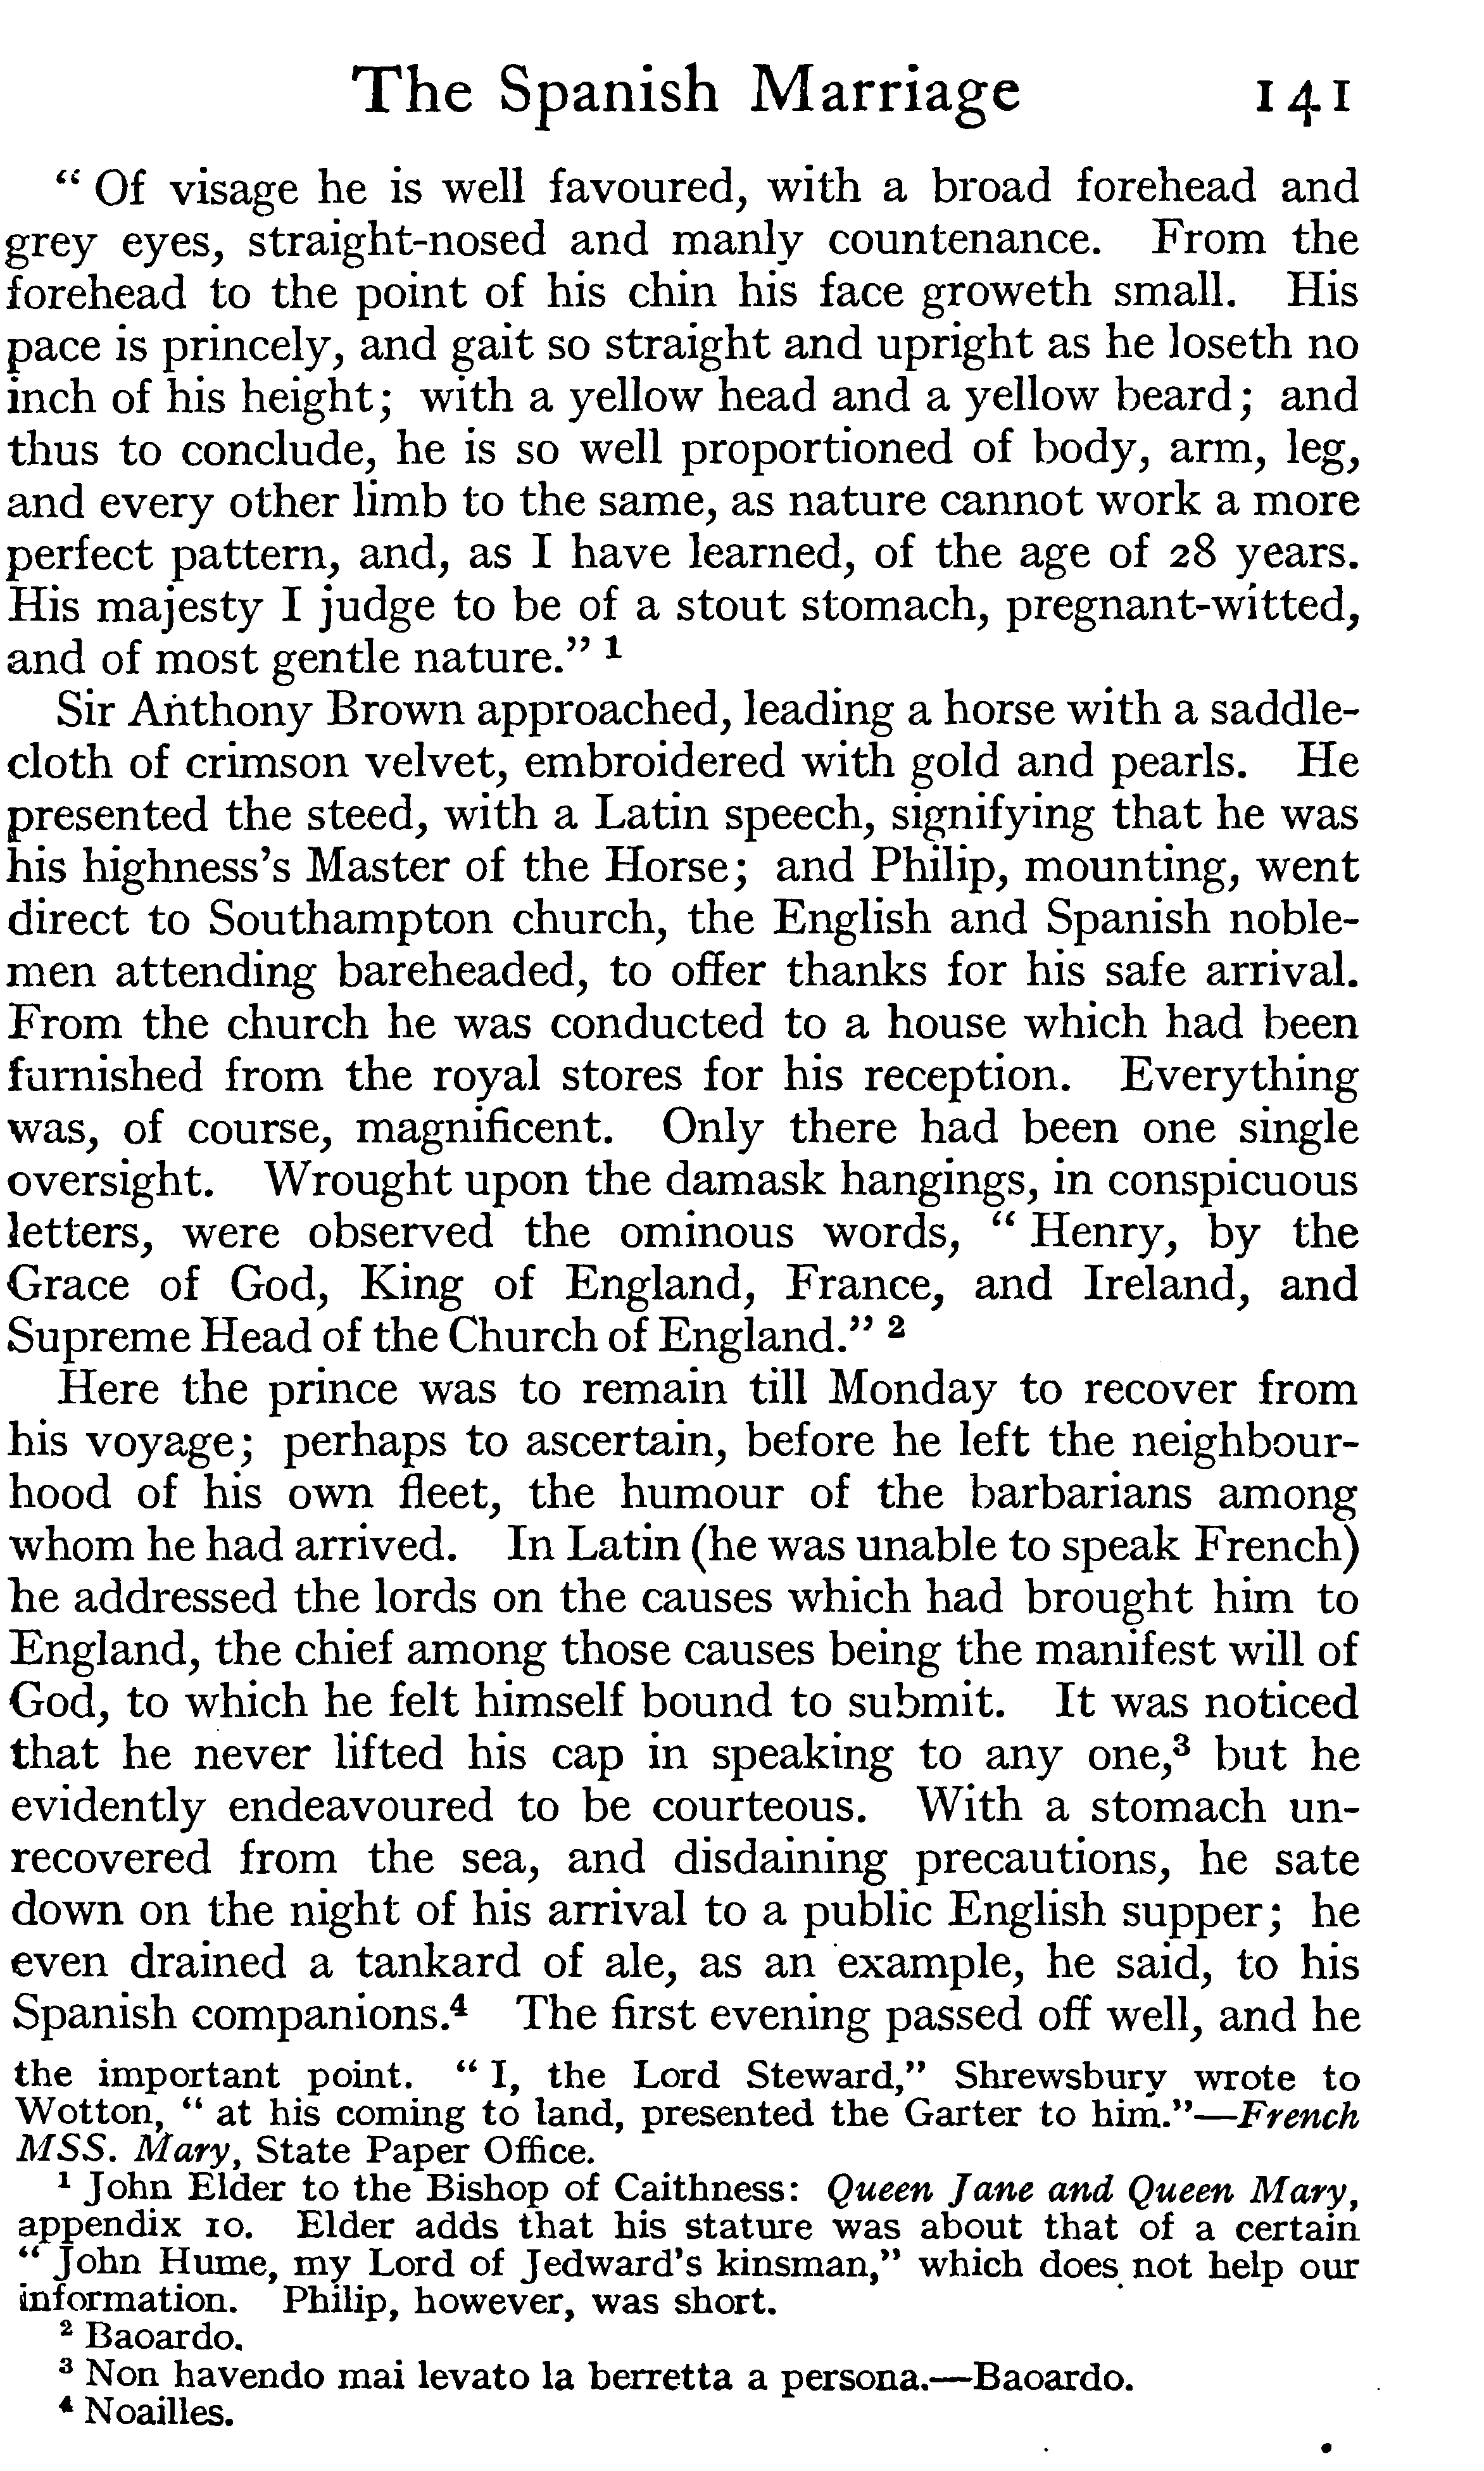 The Spanish Marriage 141
“ Of visage he is well favoured, with a broad forehead and
grey eyes, straight-nosed and manly countenance. From the
forehead to the point of his chin his face groweth small. His
pace is princely, and gait so straight and upright as he loseth no
inch of his height; with a yellow head and a yellow beard; and
thus to conclude, he is so well proportioned of body, arm, leg,
and every other limb to the same, as nature cannot work a more
perfect pattern, and, as I have learned, of the age of 28 years.
His majesty I judge to be of a stout stomach, pregnant-witted,
and of most gentle nature.” ¹
Sir Anthony Brown approached, leading a horse with a saddle-
cloth of crimson velvet, embroidered with gold and pearls. He
presented the steed, with a Latin speech, signifying that he was
his highness’s Master of the Horse; and Philip, mounting, went
direct to Southampton church, the English and Spanish noble-
men attending bareheaded, to offer thanks for his safe arrival.
From the church he was conducted to a house which had been
furnished from the royal stores for his reception. Everything
was, of course, magnificent. Only there had been one single
oversight. Wrought upon the damask hangings, in conspicuous
letters, were observed the ominous words, “ Henry, by the
Grace of God, King of England, France, and Ireland, and
Supreme Head of the Church of England.” ²
Here the prince was to remain till Monday to recover from
his voyage; perhaps to ascertain, before he left the neighbour-
hood of his own fleet, the humour of the barbarians among
whom he had arrived. In Latin (he was unable to speak French)
he addressed the lords on the causes which had brought him to
England, the chief among those causes being the manifest will of
God, to which he felt himself bound to submit. It was noticed
that he never lifted his cap in speaking to any one,³ but he
evidently endeavoured to be courteous. With a stomach un-
recovered from the sea, and disdaining precautions, he sate
down on the night of his arrival to a public English supper; he
even drained a tankard of ale, as an example, he said, to his
Spanish companions.⁴ The first evening passed off well, and he
the important point. “ I, the Lord Steward,” Shrewsbury wrote to
Wotton, “ at his coming to land, presented the Garter to him.”—French
MSS. Mary, State Paper Office.
¹ John Elder to the Bishop of Caithness: Queen Jane and Queen Mary,
appendix 10. Elder adds that his stature was about that of a certain
“ John Hume, my Lord of Jedward’s kinsman,” which does not help our
information. Philip, however, was short.
² Baoardo.
³ Non havendo mai levato la berretta a persona.—Baoardo.
⁴ Noailles.